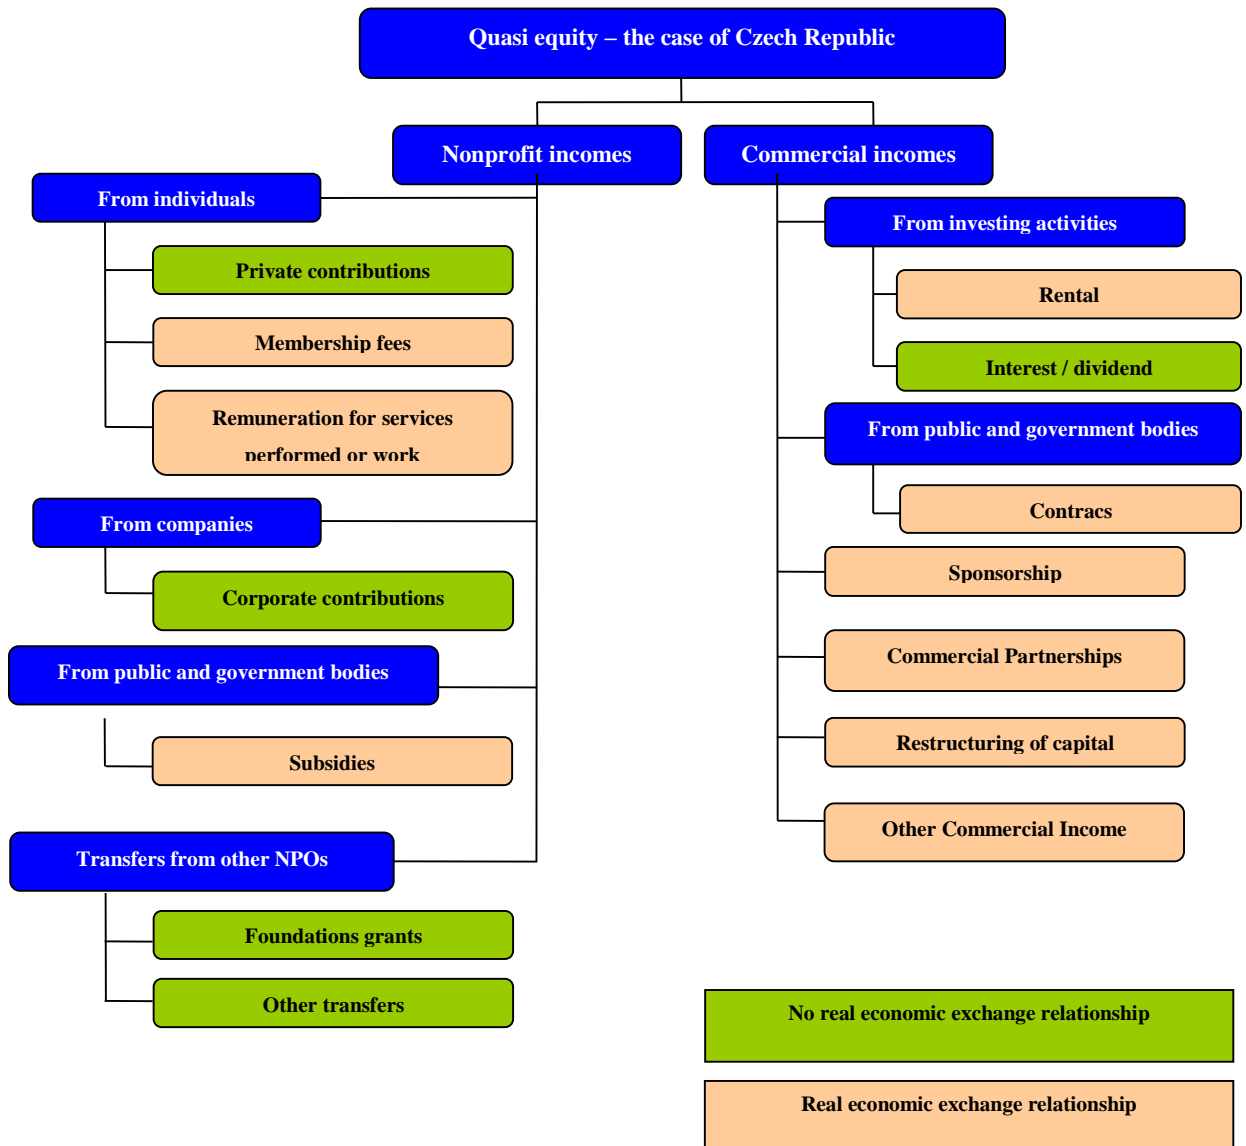 Quasi equity – the case of Czech Republic
Nonprofit incomes
Commercial incomes
From individuals
Private contributions
Membership fees
Remuneration for services
performed or work
From companies
Corporate contributions
From public and government bodies
Subsidies
Transfers from other NPOs
Foundations grants
Other transfers
From investing activities
Rental
Interest / dividend
From public and government bodies
Contracs
Sponsorship
Commercial Partnerships
Restructuring of capital
Other Commercial Income
No real economic exchange relationship
Real economic exchange relationship